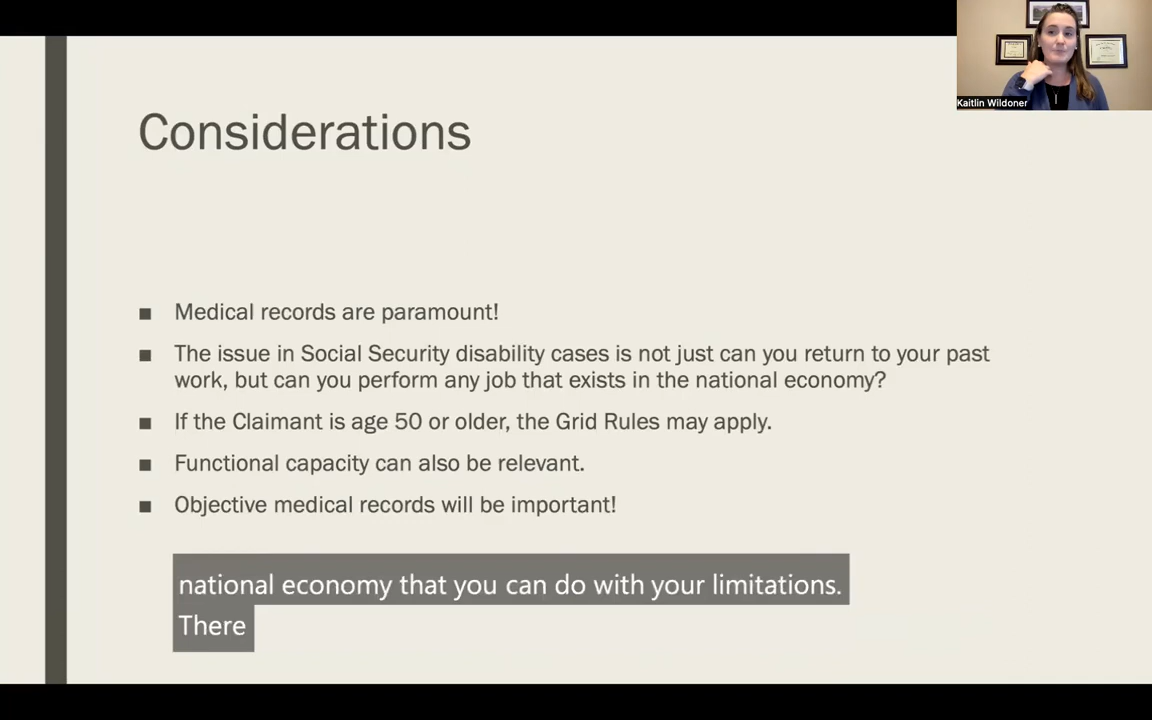 Kaitlin Wildoner
Considerations
■ Medical records are paramount!
■ The issue in Social Security disability cases is not just can you return to your past
work, but can you perform any job that exists in the national economy?
■ If the Claimant is age 50 or older, the Grid Rules may apply.
■ Functional capacity can also be relevant.
■ Objective medical records will be important!
national economy that you can do with your limitations.
There